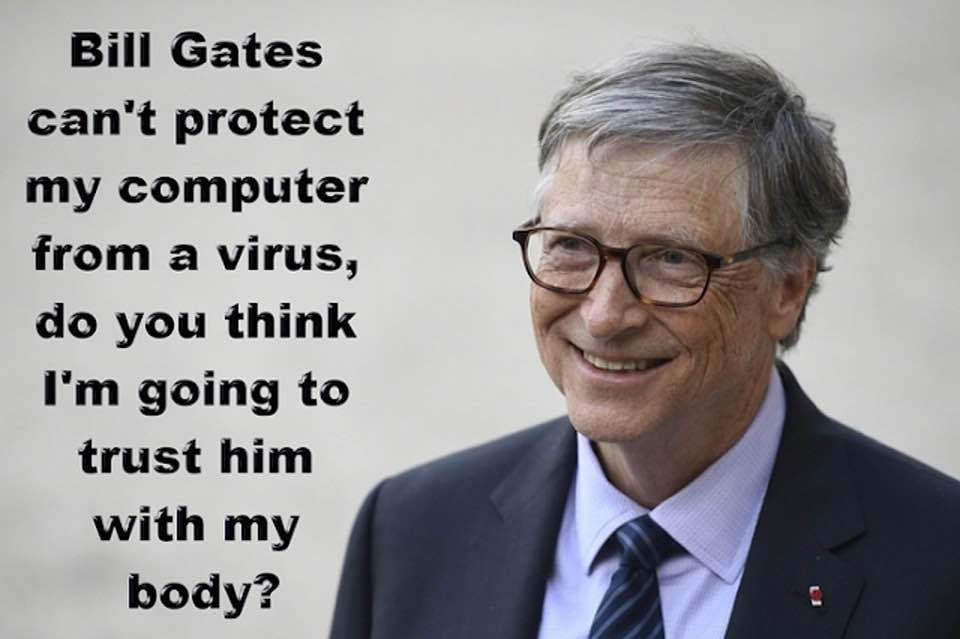 Bill Gates
can't protect
my computer
from a virus,
do you think
I'm going to
trust him
with my
body?